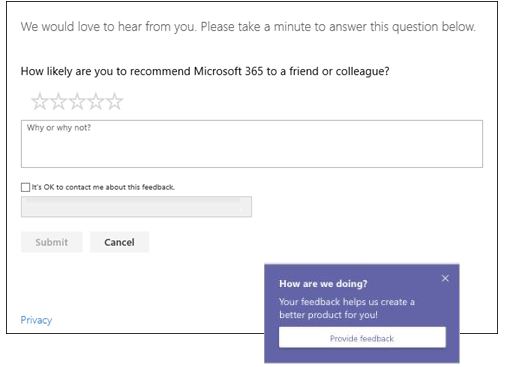 We would love to hear from you. Please take a minute to answer this question below.
How likely are you to recommend Microsoft 365 to a friend or colleague?
Why or why not?
It's OK to contact me about this feedback.
Submit
Cancel
How are we doing?
Your feedback helps us create a
better product for you!
Provide feedback
Privacy